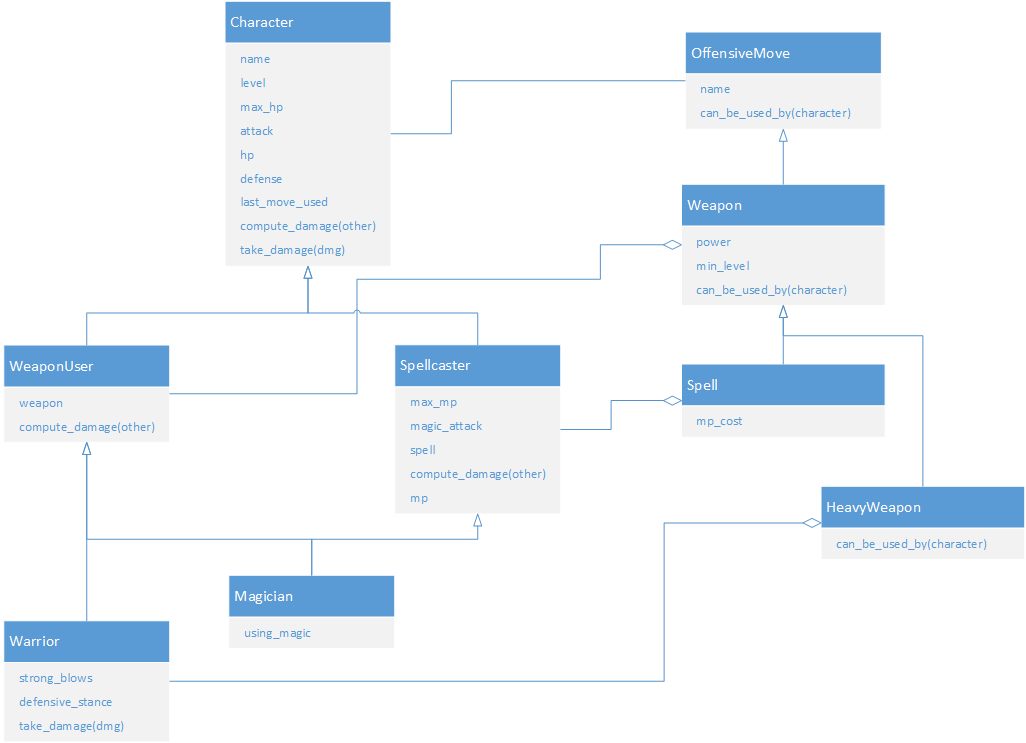 Character
name
level
max_hp
attack
hp
defense
last_move_used
compute_damage(other)
take_damage(dmg)
OffensiveMove
name
can_be_used_by(character)
Weapon
power
min_level
can_be_used_by(character)
WeaponUser
weapon
compute_damage(other)
Spellcaster
max_mp
magic_attack
spell
compute_damage(other)
mp
Spell
mp_cost
HeavyWeapon
can_be_used_by(character)
Magician
using_magic
Warrior
strong_blows
defensive_stance
take_damage(dmg)